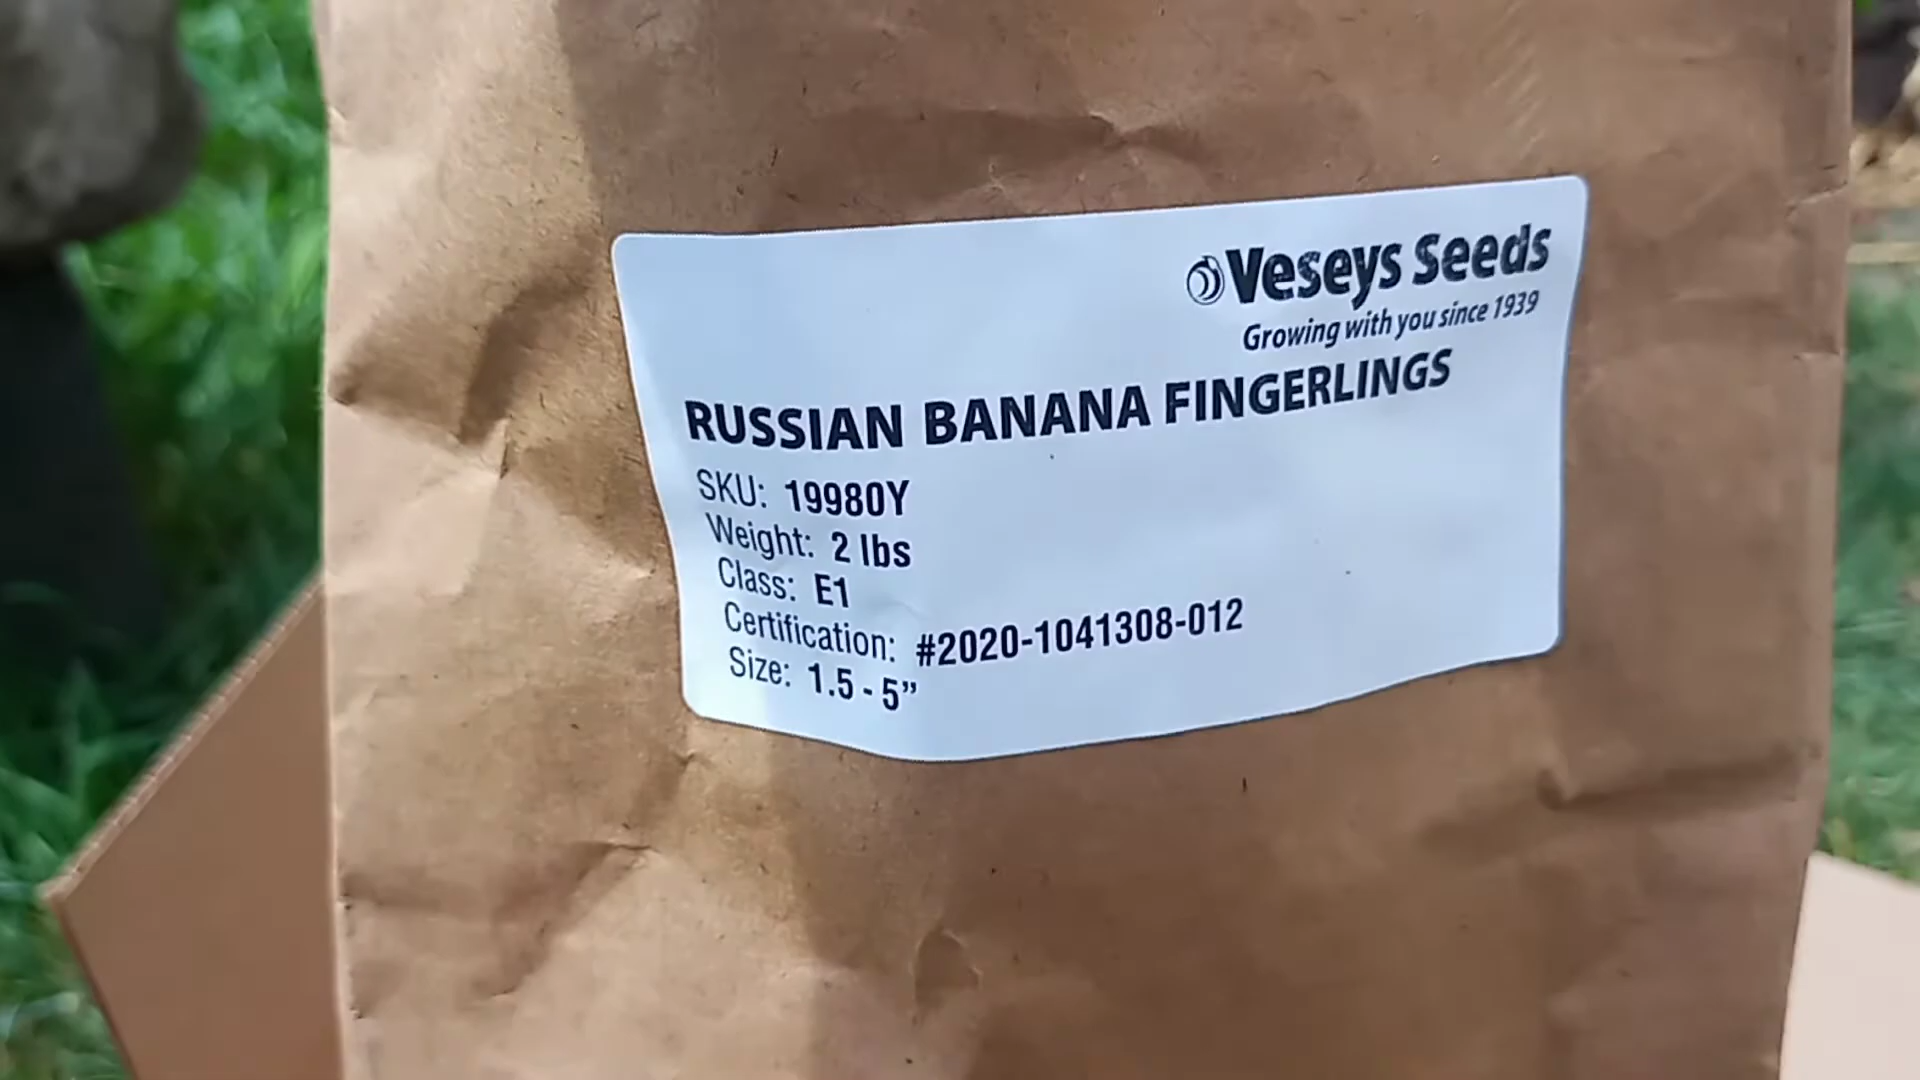 Veseys Seeds
Growing with you since 1939
RUSSIAN BANANA FINGERLINGS
SKU: 19980Y
Weight: 2 lbs
Class: E1
Certification: #2020-1041308-012
Size: 1.5 - 5”